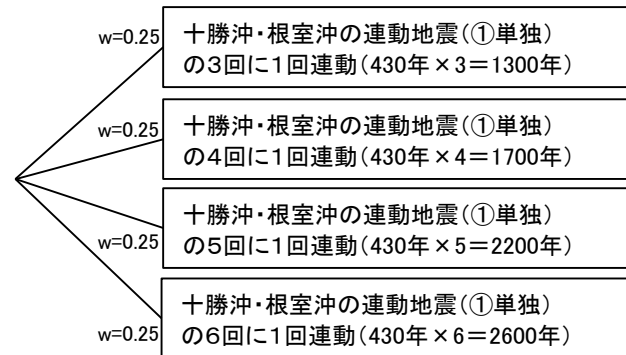 w=0.25
十勝沖・根室沖の連動地震(①単独)
の3回に1回連動(430年×3=1300年)
w=0.25
十勝沖・根室沖の連動地震(①単独)
の4回に1回連動(430年×4=1700年)
w=0.25
十勝沖・根室沖の連動地震(①単独)
の5回に1回連動(430年×5=2200年)
w=0.25
十勝沖・根室沖の連動地震(①単独)
の6回に1回連動(430年×6=2600年)